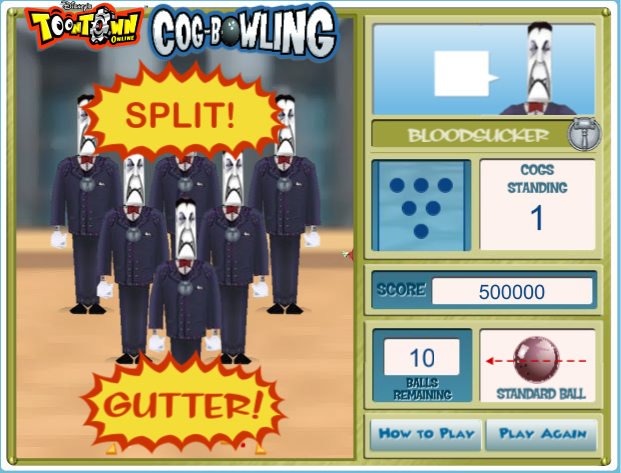 Disney's
TOONTOWN
ONLINE
COG-BOWLING
SPLIT!
BLOODSUCKER
COGS
STANDING
1
SCORE 500000
10
BALLS
REMAINING
STANDARD BALL
GUTTER!
HOW TO PLAY
PLAY AGAIN